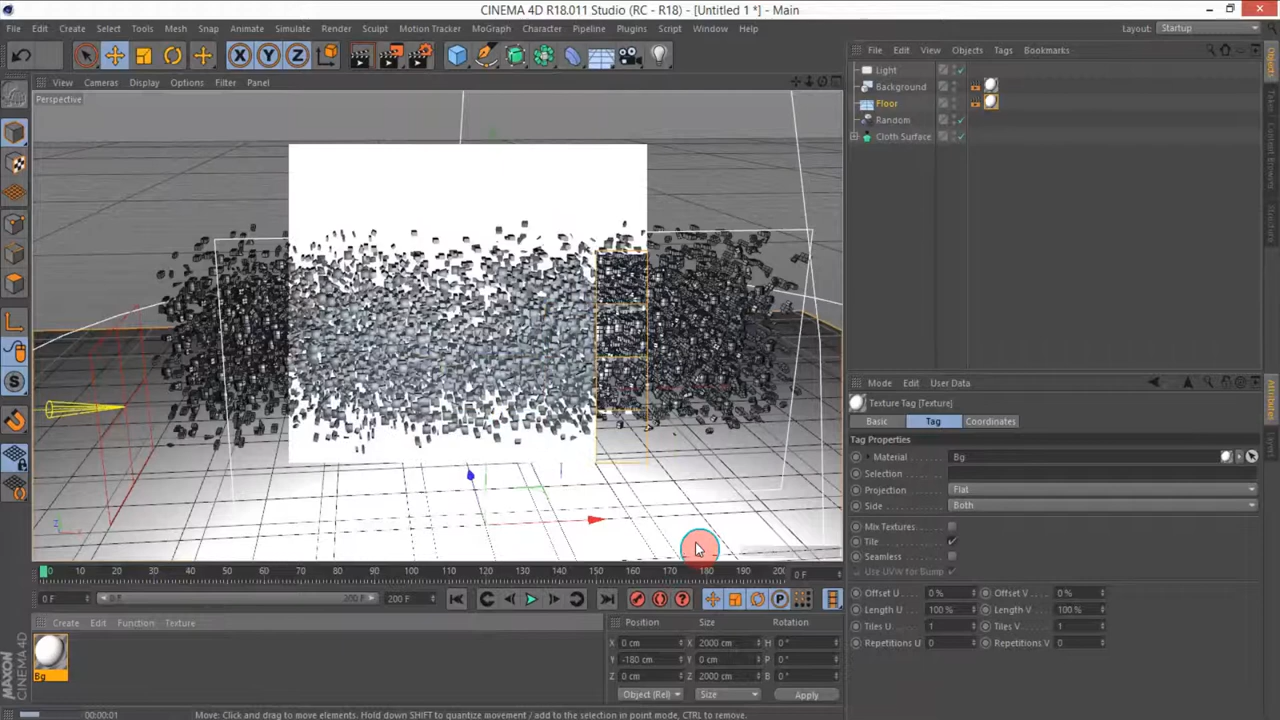 CINEMA 4D R18.011 Studio (RC - R18) - [Untitled 1 *] - Main
File Edit Create Select Tools Mesh Snap Animate Simulate Render Sculpt Motion Tracker MoGraph Character Pipeline Plugins Script Window Help
Layout: Startup
X Y Z
View Cameras Display Options Filter Panel
Perspective
File Edit View Objects Tags Bookmarks
Light
Background
Floor
Random
Cloth Surface
Objects
Takes
Content Browser
Structure
Mode Edit User Data
Texture Tag [Texture]
Basic Tag Coordinates
Tag Properties
Material Bg
Selection
Projection Flat
Side Both
Mix Textures
Tile
Seamless
Use UVW for Bump
Offset U 0 % Offset V 0 %
Length U 100 % Length V 100 %
Tiles U 1 Tiles V 1
Repetitions U 0 Repetitions V 0
Attributes
Layers
0 10 20 30 40 50 60 70 80 90 100 110 120 130 140 150 160 170 180 190 200 0 F
0 F 200 F 200 F
P
Create Edit Function Texture
Bg
Position Size Rotation
X 0 cm X 2000 cm H 0 °
Y -180 cm Y 0 cm P 0 °
Z 0 cm Z 2000 cm B 0 °
Object (Rel) Size Apply
MAXON CINEMA 4D
00:00:01 Move: Click and drag to move elements. Hold down SHIFT to quantize movement / add to the selection in point mode, CTRL to remove.